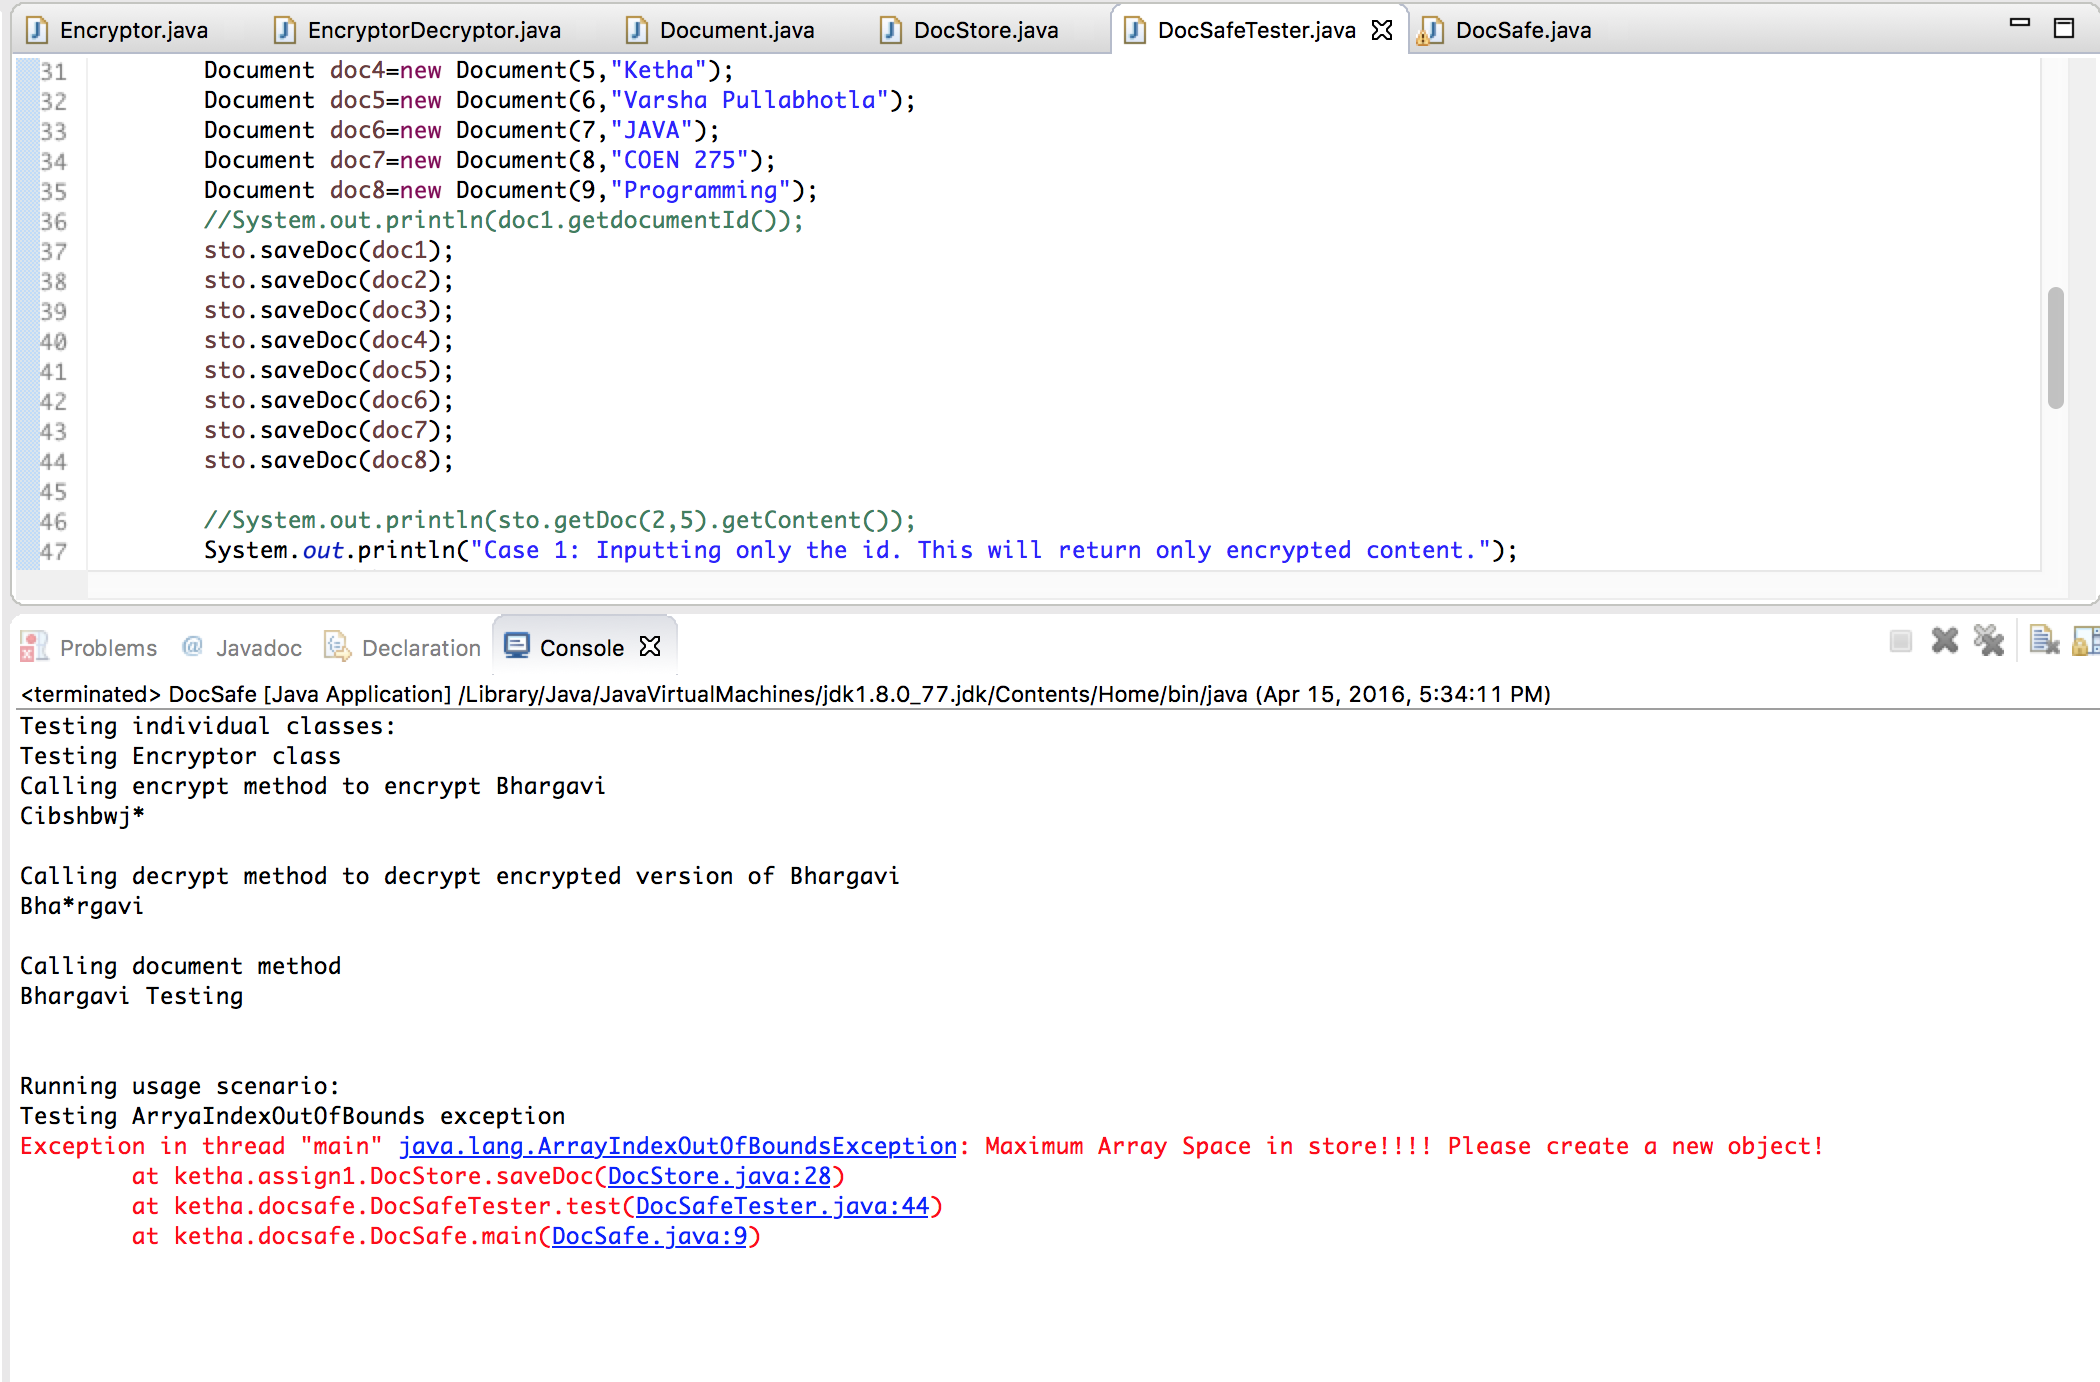 Encryptor.java EncryptorDecryptor.java Document.java DocStore.java DocSafeTester.java DocSafe.java
31 Document doc4=new Document(5,"Ketha");
32 Document doc5=new Document(6,"Varsha Pullabhotla");
33 Document doc6=new Document(7,"JAVA");
34 Document doc7=new Document(8,"COEN 275");
35 Document doc8=new Document(9,"Programming");
36 //System.out.println(doc1.getdocumentId());
37 sto.saveDoc(doc1);
38 sto.saveDoc(doc2);
39 sto.saveDoc(doc3);
40 sto.saveDoc(doc4);
41 sto.saveDoc(doc5);
42 sto.saveDoc(doc6);
43 sto.saveDoc(doc7);
44 sto.saveDoc(doc8);
45
46 //System.out.println(sto.getDoc(2,5).getContent());
47 System.out.println("Case 1: Inputting only the id. This will return only encrypted content.");
Problems @ Javadoc Declaration Console
<terminated> DocSafe [Java Application] /Library/Java/JavaVirtualMachines/jdk1.8.0_77.jdk/Contents/Home/bin/java (Apr 15, 2016, 5:34:11 PM)
Testing individual classes:
Testing Encryptor class
Calling encrypt method to encrypt Bhargavi
Cibshbwj*
Calling decrypt method to decrypt encrypted version of Bhargavi
Bha*rgavi
Calling document method
Bhargavi Testing
Running usage scenario:
Testing ArryaIndexOutOfBounds exception
Exception in thread "main" java.lang.ArrayIndexOutOfBoundsException: Maximum Array Space in store!!!! Please create a new object!
at ketha.assign1.DocStore.saveDoc(DocStore.java:28)
at ketha.docsafe.DocSafeTester.test(DocSafeTester.java:44)
at ketha.docsafe.DocSafe.main(DocSafe.java:9)